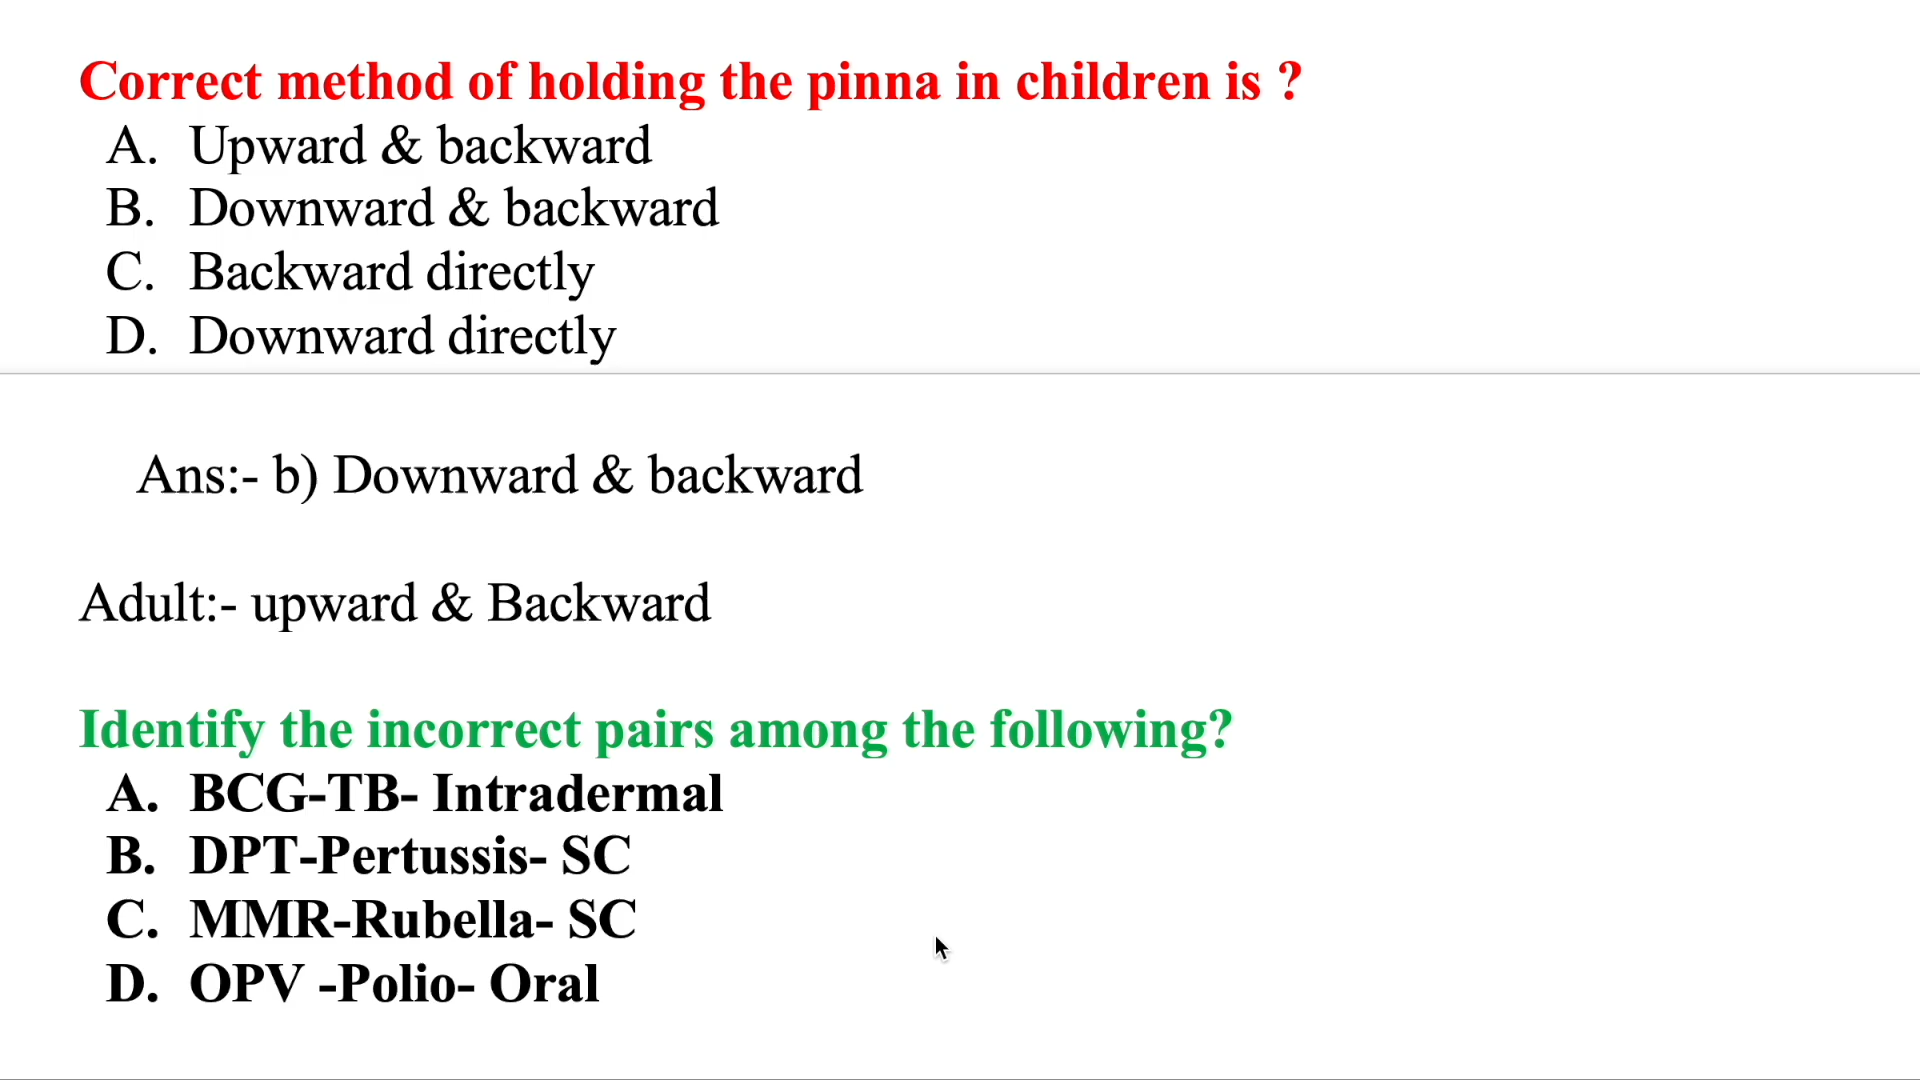 Correct method of holding the pinna in children is ?
A. Upward & backward
B. Downward & backward
C. Backward directly
D. Downward directly
Ans:- b) Downward & backward
Adult:- upward & Backward
Identify the incorrect pairs among the following?
A. BCG-TB- Intradermal
B. DPT-Pertussis- SC
C. MMR-Rubella- SC
D. OPV -Polio- Oral